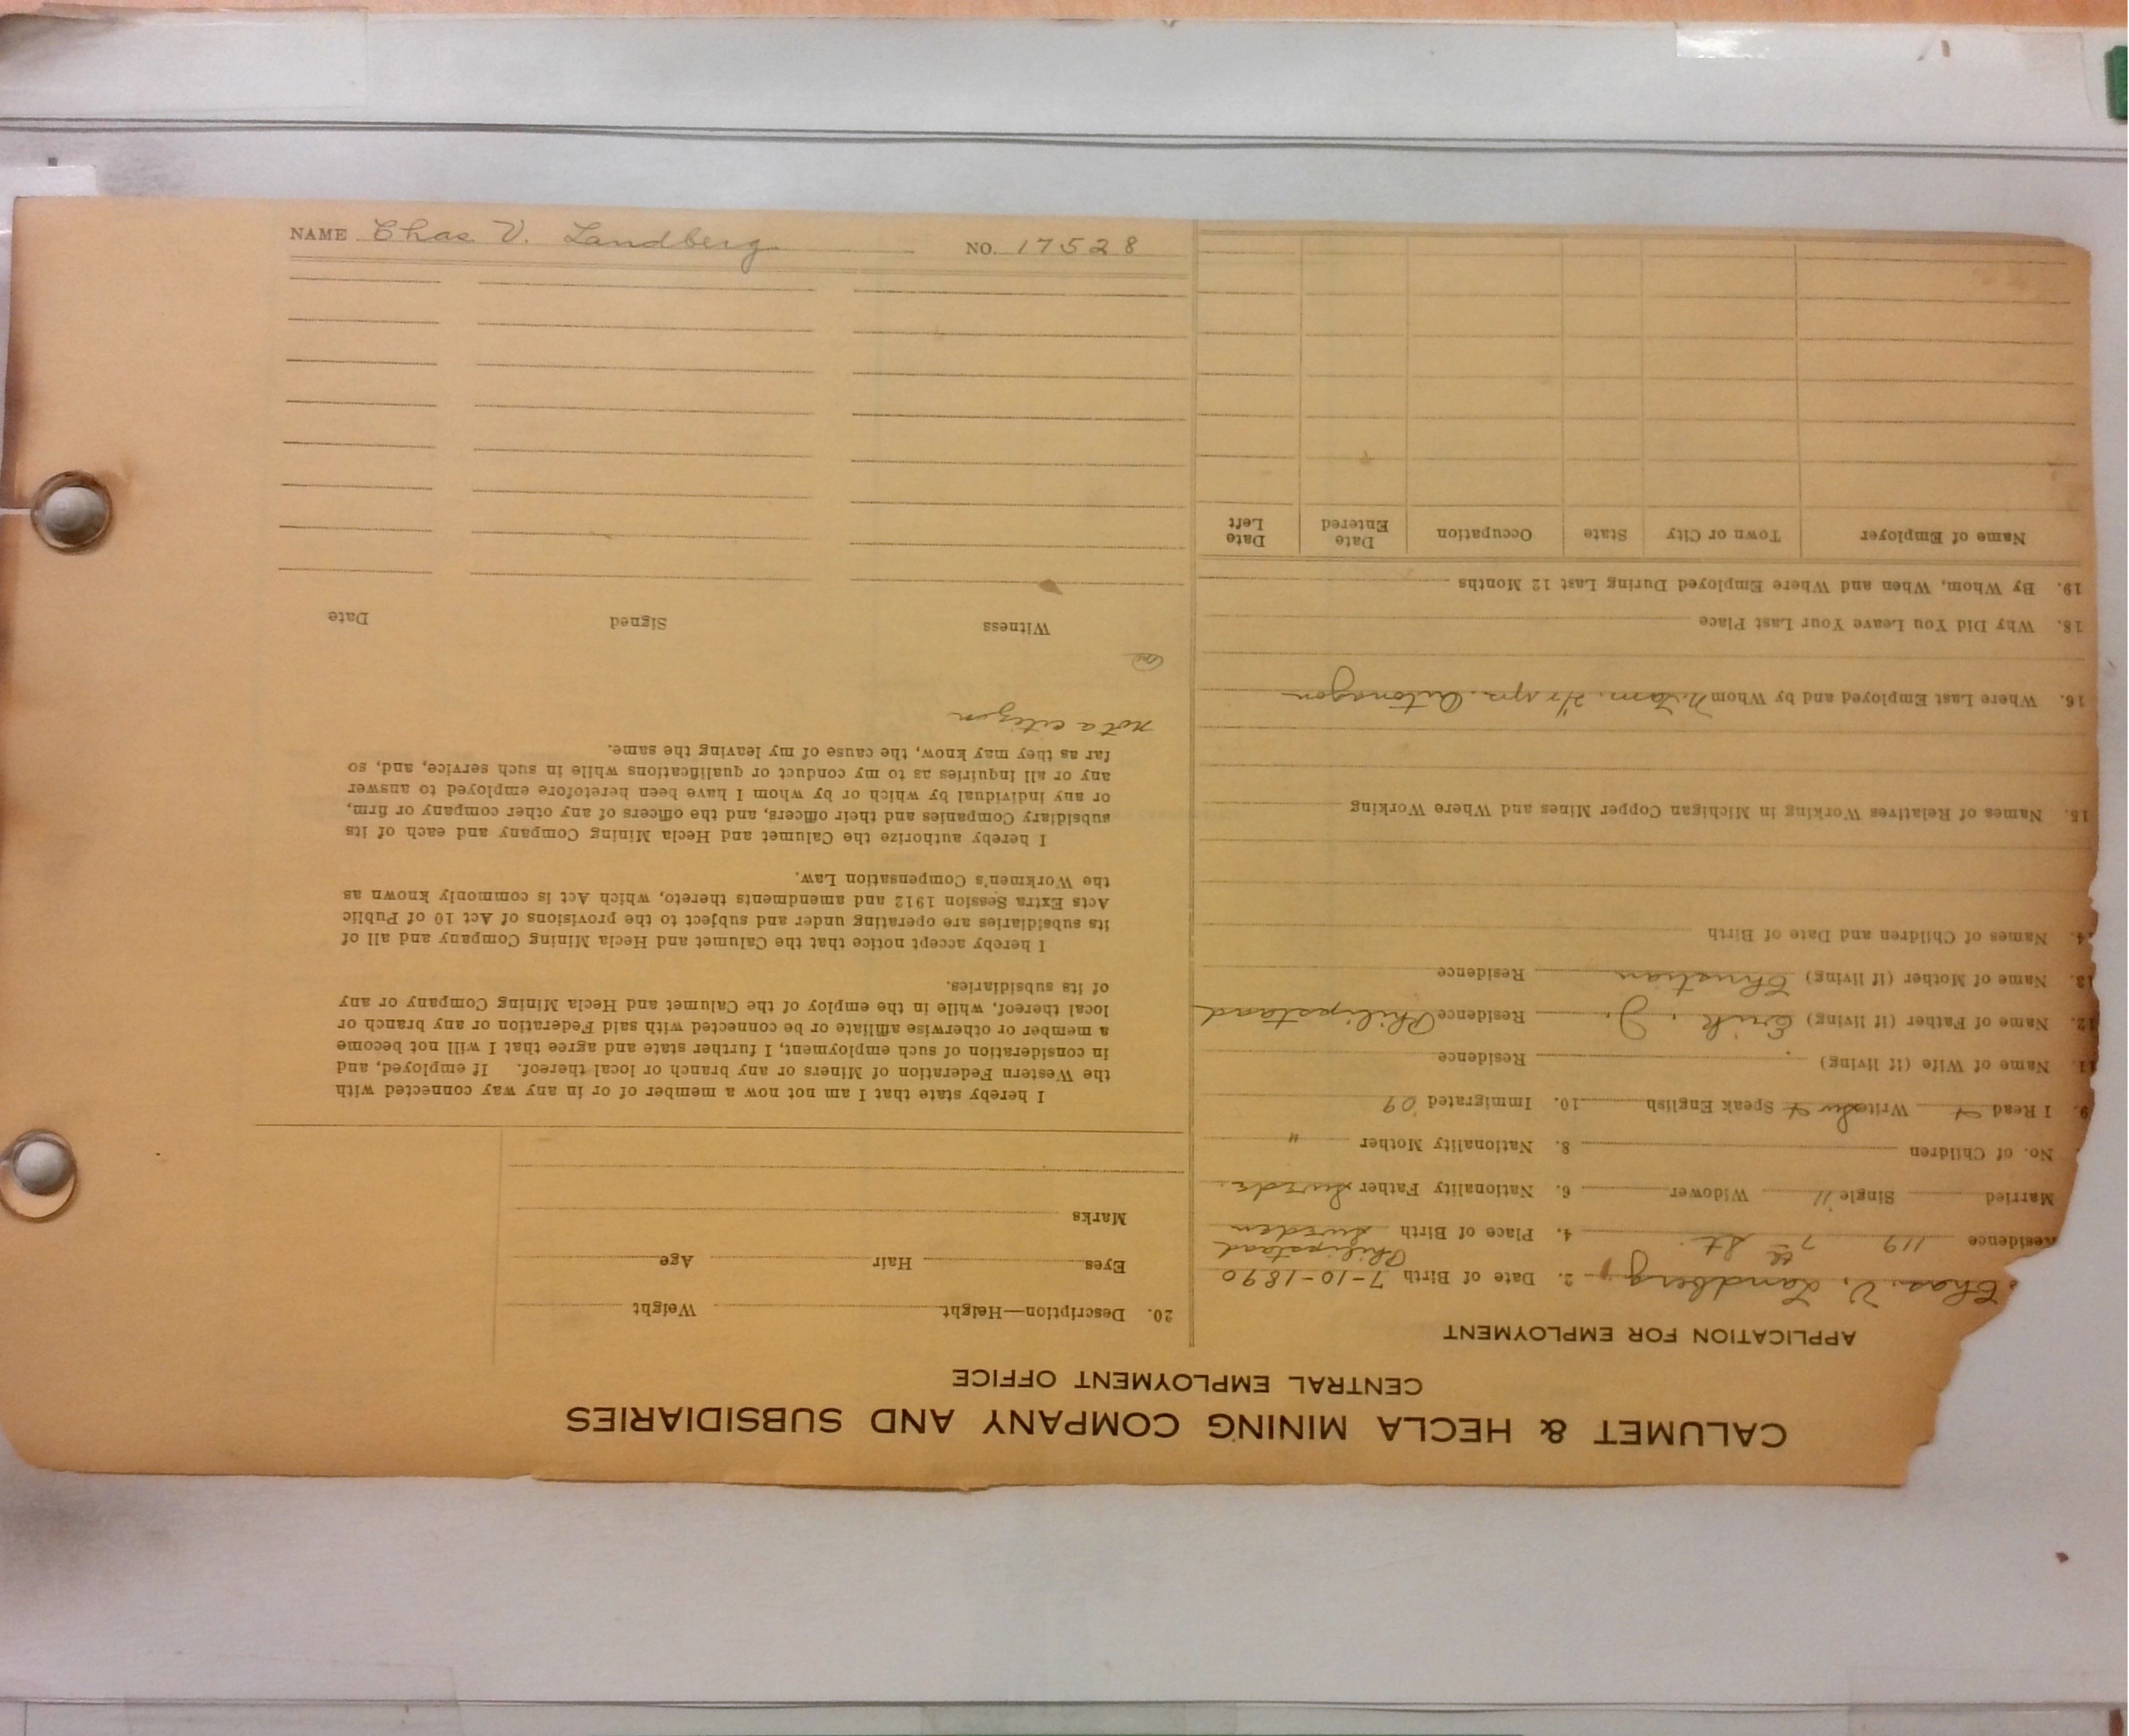 NAME Chas V. Landberg NO. 17528
CALUMET & HECLA MINING COMPANY AND SUBSIDIARIES
CENTRAL EMPLOYMENT OFFICE
APPLICATION FOR EMPLOYMENT
Chas. V. Landberg 2. Date of Birth 7-10-1890
Philipstad
Residence 119 7th St. 4. Place of Birth Sweden
Married Single 11 Widower 6. Nationality Father Swede.
No. of Children 8. Nationality Mother "
9. I Read Write Speak English 10. Immigrated '09
11. Name of Wife (if living) Residence
12. Name of Father (if living) Erik. J. Residence Philipstaad
13. Name of Mother (if living) Christian Residence
14. Names of Children and Date of Birth
15. Names of Relatives Working in Michigan Copper Mines and Where Working
16. Where Last Employed and by Whom
18. Why Did You Leave Your Last Place
19. By Whom, When and Where Employed During Last 12 Months
Name of Employer Town or City State Occupation Date Entered Date Left
20. Description—Height Weight
Eyes Hair Age
Marks
I hereby state that I am not now a member of or in any way connected with
the Western Federation of Miners or any branch or local thereof. If employed, and
in consideration of such employment, I further state and agree that I will not become
a member or otherwise affiliate or be connected with said Federation or any branch or
local thereof, while in the employ of the Calumet and Hecla Mining Company or any
of its subsidiaries.
I hereby accept notice that the Calumet and Hecla Mining Company and all of
its subsidiaries are operating under and subject to the provisions of Act 10 of Public
Acts Extra Session 1912 and amendments thereto, which Act is commonly known as
the Workmen's Compensation Law.
I hereby authorize the Calumet and Hecla Mining Company and each of its
subsidiary Companies and their officers, and the officers of any other company or firm,
or any individual by which or by whom I have been heretofore employed to answer
any or all inquiries as to my conduct or qualifications while in such service, and, so
far as they may know, the cause of my leaving the same.
not a citizen
Witness Signed Date